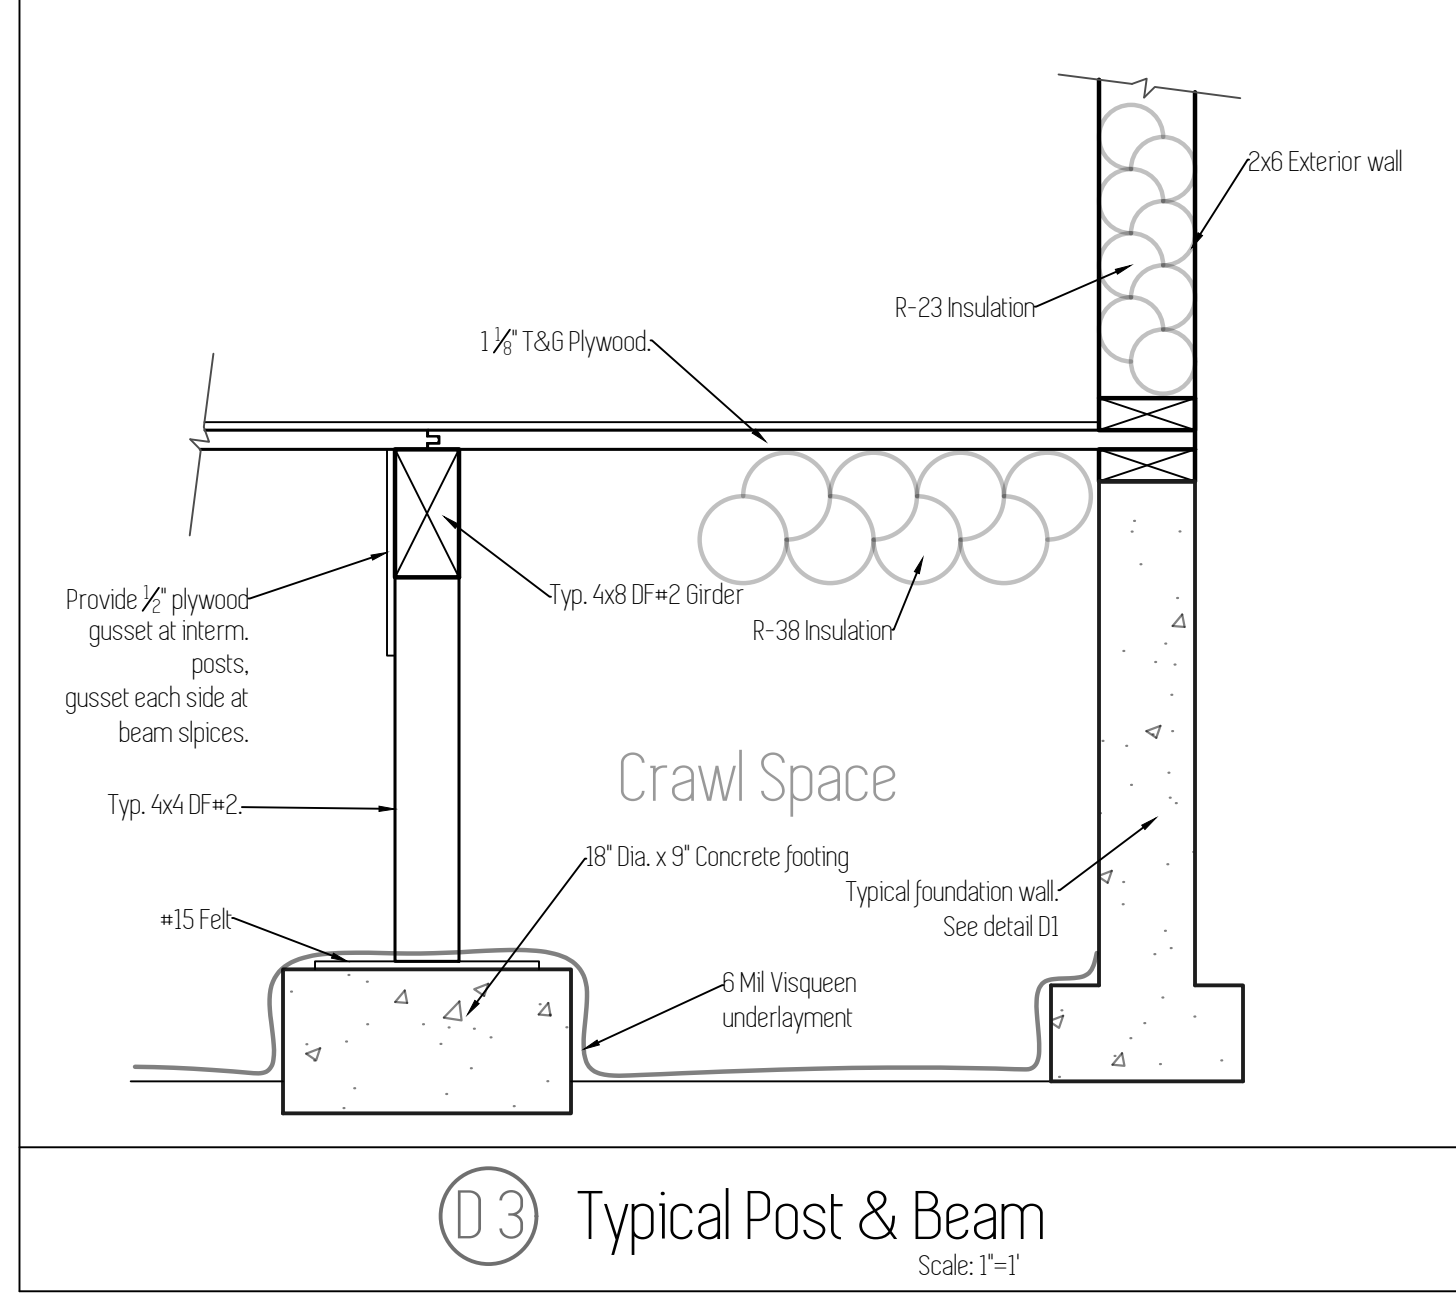 2x6 Exterior wall
R-23 Insulation
1 1/8" T&G Plywood.
Provide 1/2" plywood
gusset at interm.
posts,
gusset each side at
beam slpices.
Typ. 4x8 DF#2 Girder
R-38 Insulation
Crawl Space
Typ. 4x4 DF#2.
18" Dia. x 9" Concrete footing
Typical foundation wall.
See detail D1
#15 Felt
6 Mil Visqueen
underlayment
D 3
Typical Post & Beam
Scale: 1"=1'